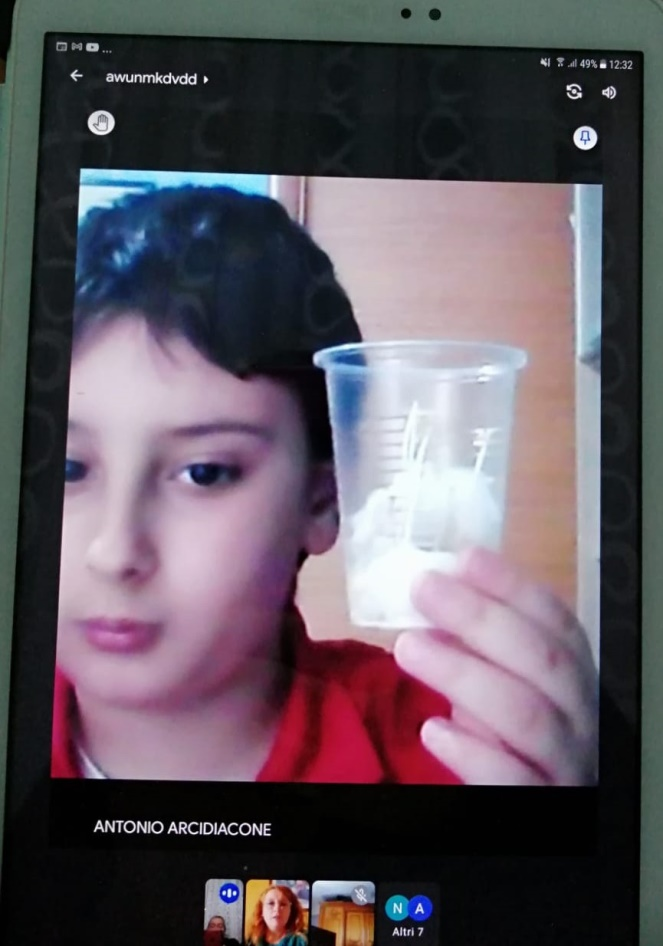 49% 12:32
awunmkdvdd
ANTONIO ARCIDIACONE
N A
Altri 7